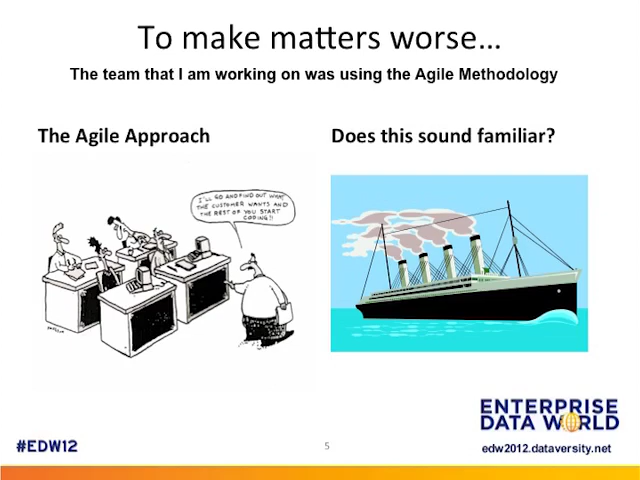 To make matters worse…
The team that I am working on was using the Agile Methodology
The Agile Approach
Does this sound familiar?
I'LL GO AND FIND OUT WHAT
THE CUSTOMER WANTS AND
THE REST OF YOU START
CODING!!
ENTERPRISE
DATA WORLD
#EDW12
5
edw2012.dataversity.net